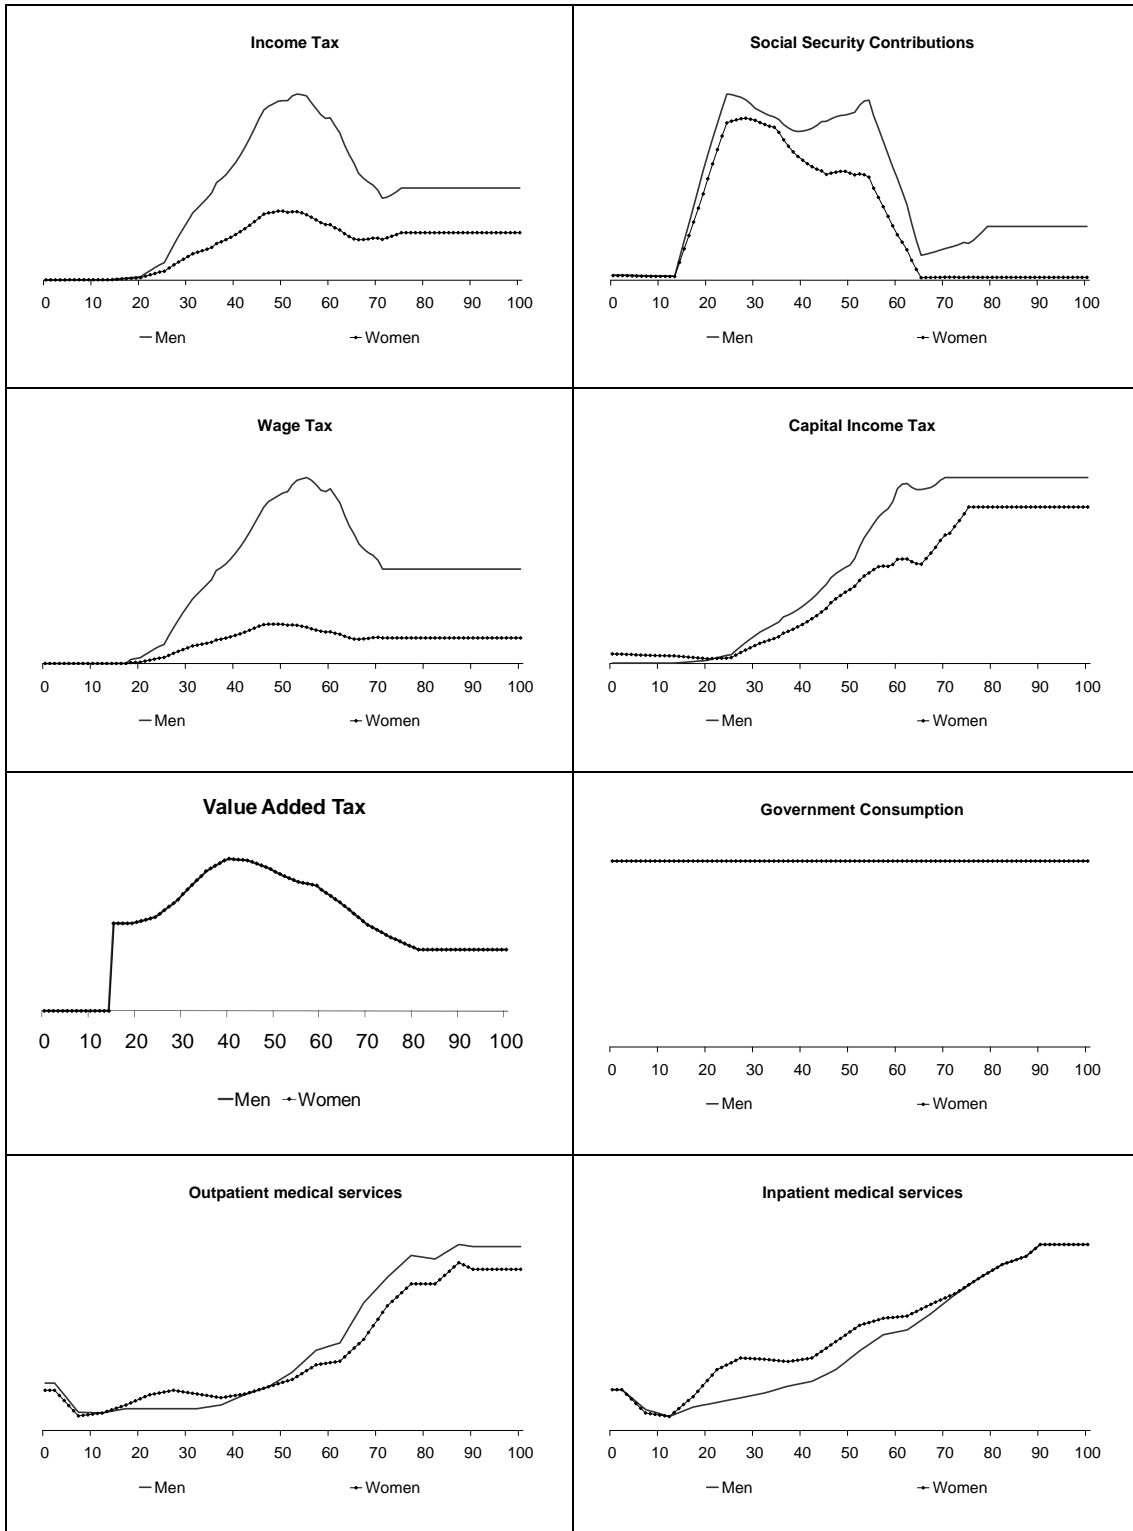 Income Tax
0 10 20 30 40 50 60 70 80 90 100
Men Women
Social Security Contributions
0 10 20 30 40 50 60 70 80 90 100
Men Women
Wage Tax
0 10 20 30 40 50 60 70 80 90 100
Men Women
Capital Income Tax
0 10 20 30 40 50 60 70 80 90 100
Men Women
Value Added Tax
0 10 20 30 40 50 60 70 80 90 100
Men Women
Government Consumption
0 10 20 30 40 50 60 70 80 90 100
Men Women
Outpatient medical services
0 10 20 30 40 50 60 70 80 90 100
Men Women
Inpatient medical services
0 10 20 30 40 50 60 70 80 90 100
Men Women